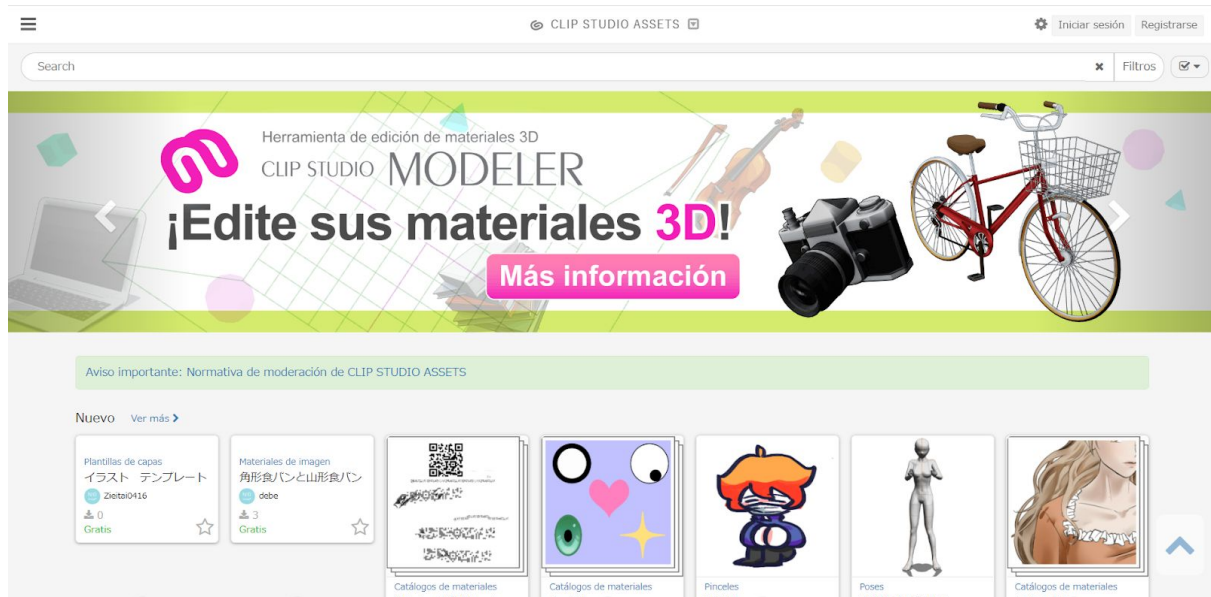 CLIP STUDIO ASSETS
Iniciar sesión
Registrarse
Search
Filtros
Herramienta de edición de materiales 3D
CLIP STUDIO MODELER
¡Edite sus materiales 3D!
Más información
Aviso importante: Normativa de moderación de CLIP STUDIO ASSETS
Nuevo Ver más
Plantillas de capas
イラスト テンプレート
Zieitai0416
0
Gratis
Materiales de imagen
角形食パンと山形食パン
debe
3
Gratis
Catálogos de materiales
Catálogos de materiales
Pinceles
Poses
Catálogos de materiales